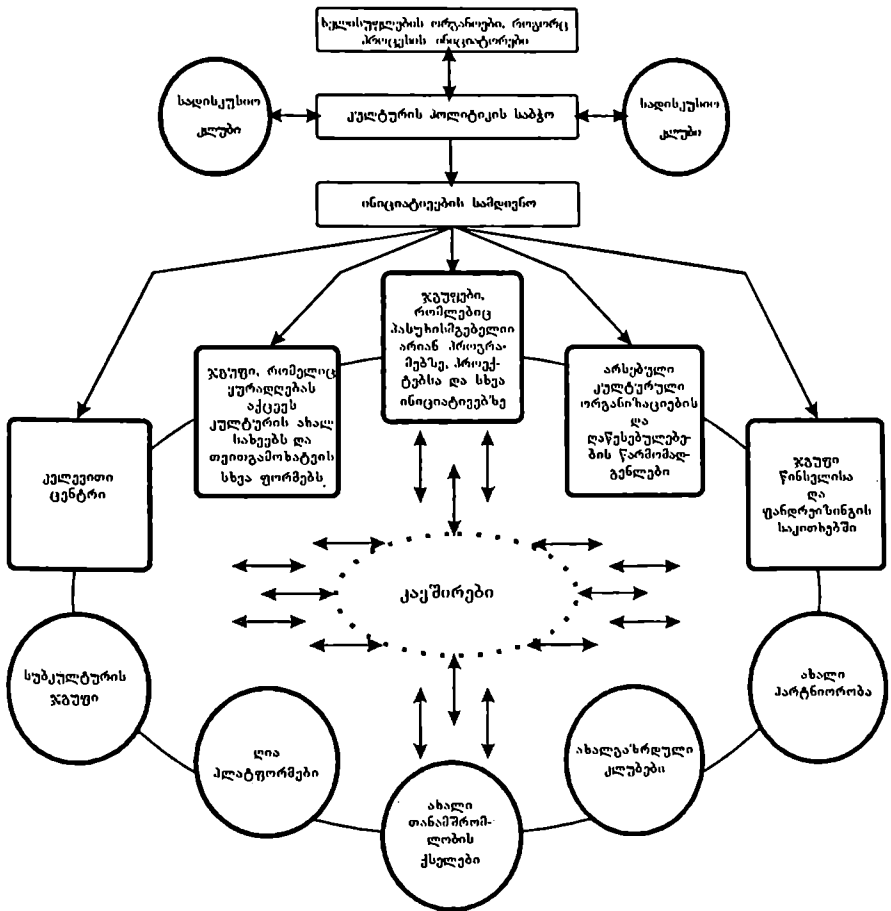 ხელისუფლების ორგანოები, როგორც
პროცესის ინიციატორები
სადისკუსიო
კლუბი
კულტურის პოლიტიკის საბჭო
სადისკუსიო
კლუბი
ინიციატივების სამდივნო
ჯგუფები,
რომლებიც
პასუხისმგებელი
არიან პროგრა-
მებზე, პროექ-
ტებსა და სხვა
ინიციატივებზე
ჯგუფი, რომელიც
ყურადღებას
აქცევს
კულტურის ახალ
სახეებს და
თვითგამოხატვის
სხვა ფორმებს
არსებული
კულტურული
ორგანიზაციების
და
დაწესებულებე-
ბის წარმომად-
გენლები
კვლევითი
ცენტრი
ჯგუფი
წინსვლისა
და
ფანდრეიზინგის
საკითხებში
კავშირები
სუბკულტურის
ჯგუფი
ახალი
პარტნიორობა
ღია
პლატფორმები
ახალგაზრდული
კლუბები
ახალი
თანამშრომ-
ლობის
ქსელები